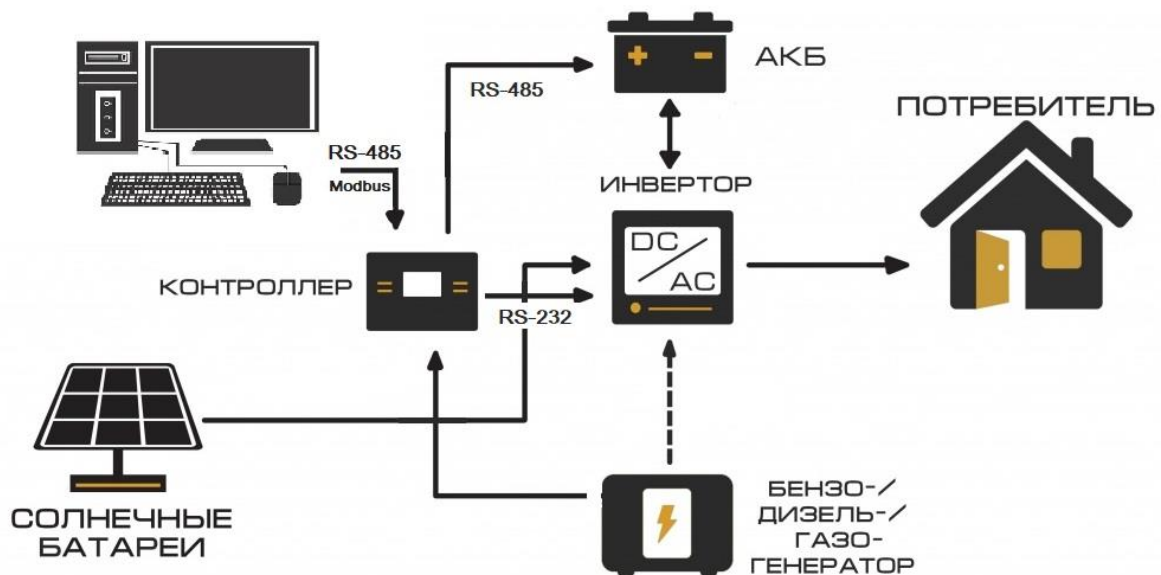 АКБ
RS-485
ПОТРЕБИТЕЛЬ
RS-485
Modbus
ИНВЕРТОР
DC
AC
КОНТРОЛЛЕР
RS-232
СОЛНЕЧНЫЕ
БАТАРЕИ
БЕНЗО-/
ДИЗЕЛЬ-/
ГАЗО-
ГЕНЕРАТОР